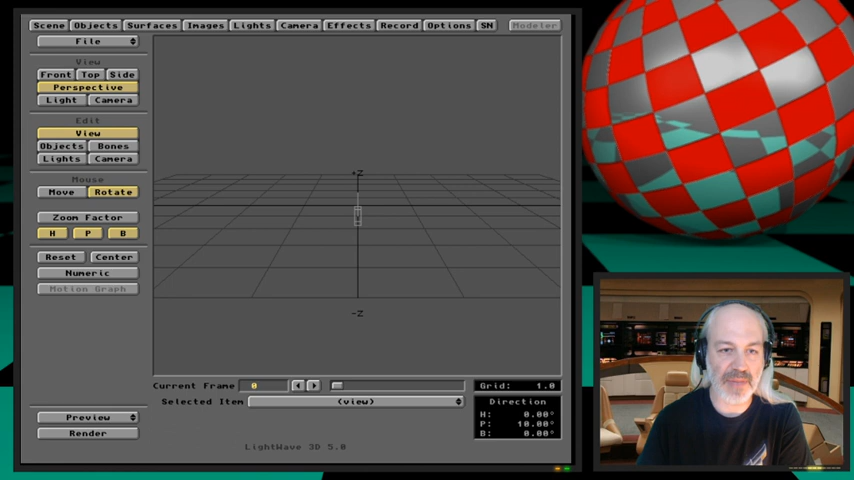 Scene Objects Surfaces Images Lights Camera Effects Record Options SN Modeler
File
View
Front Top Side
Perspective
Light Camera
Edit
View
Objects Bones
Lights Camera
Mouse
Move Rotate
Zoom Factor
H P B
Reset Center
Numeric
Motion Graph
Preview
Render
+Z
-Z
Current Frame 0
Selected Item (view)
Grid: 1.0
Direction
H: 0.00°
P: 10.00°
B: 0.00°
LightWave 3D 5.0